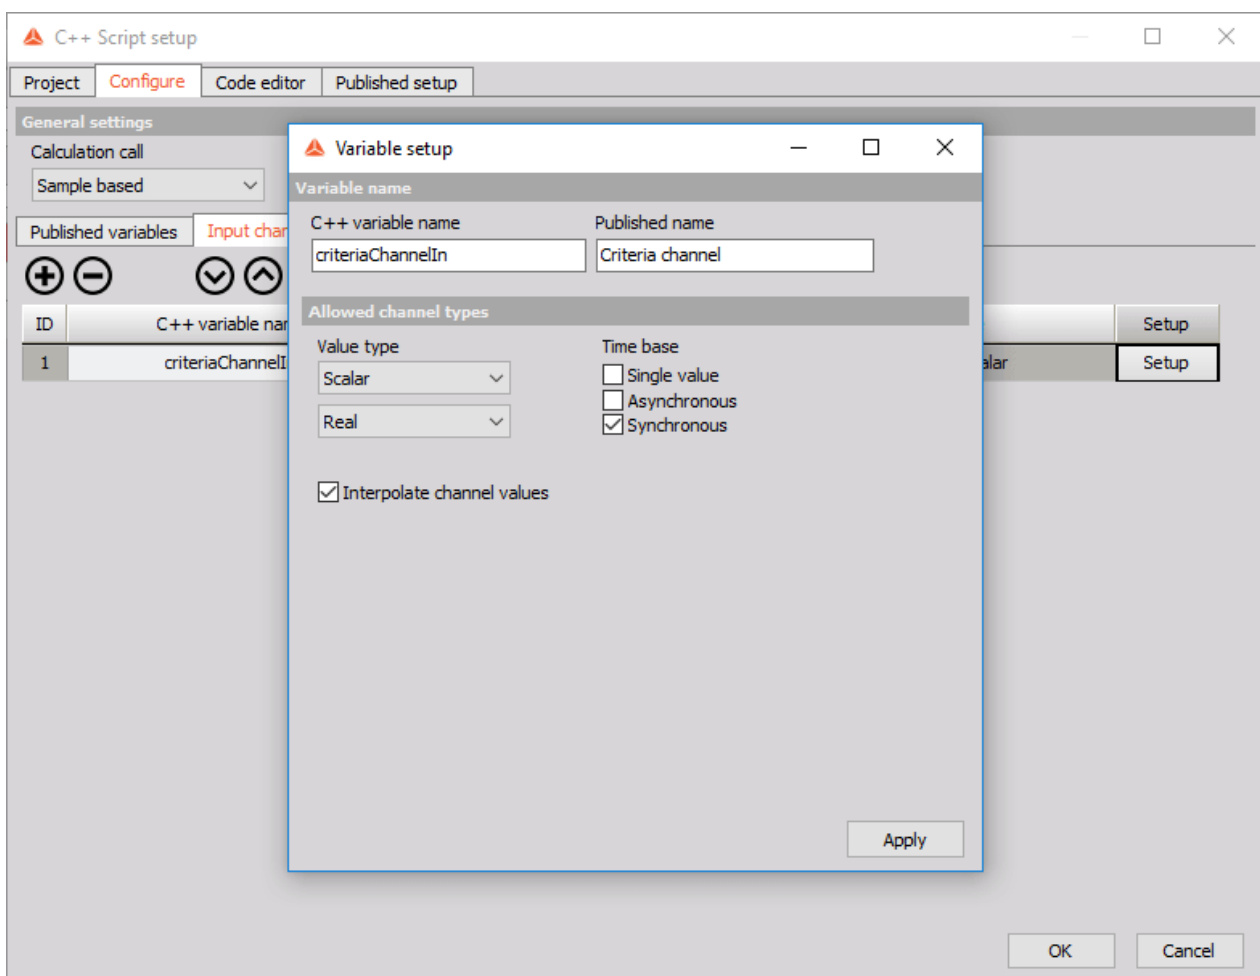 C++ Script setup
Project Configure Code editor Published setup
General settings
Calculation call
Sample based
Published variables Input chan
ID C++ variable nam Setup
1 criteriaChannelI alar Setup
Variable setup
Variable name
C++ variable name Published name
criteriaChannelIn Criteria channel
Allowed channel types
Value type Time base
Scalar Single value
Asynchronous
Real Synchronous
Interpolate channel values
Apply
OK Cancel